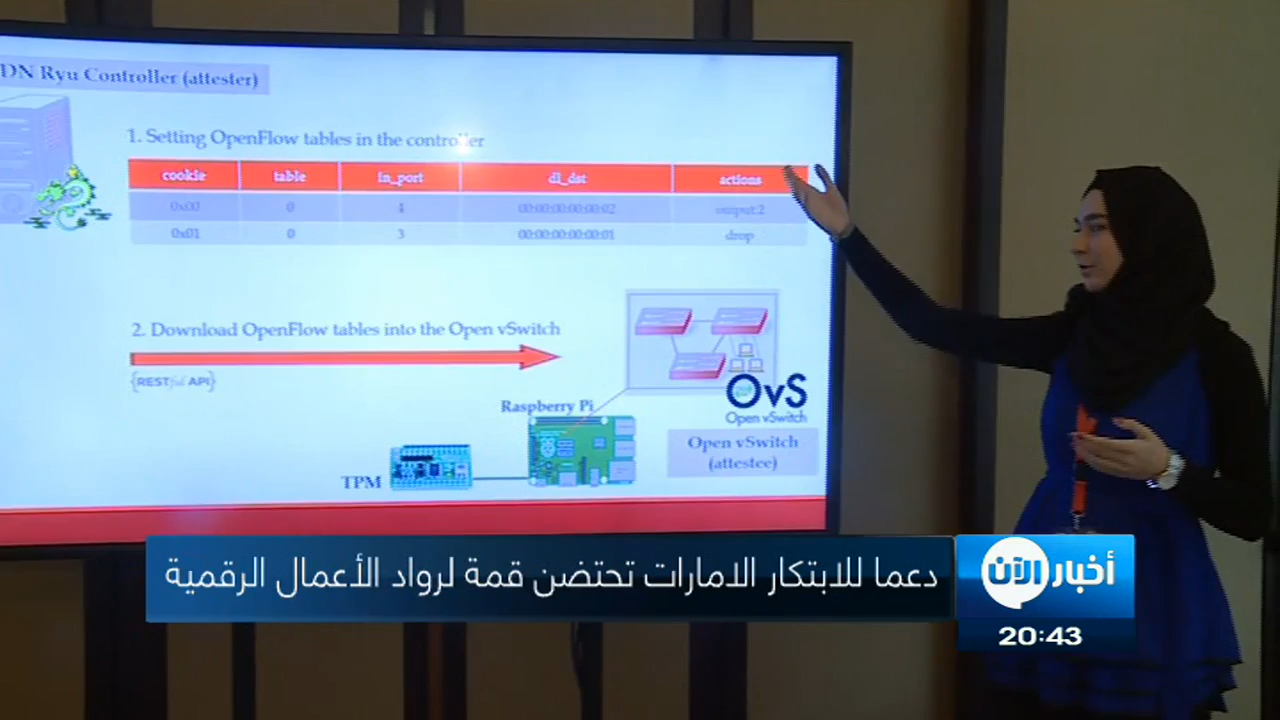 DN Ryu Controller (attester)
1. Setting OpenFlow tables in the controller
cookie table in_port dl_dst actions
0x00 0 4 00:00:00:00:00:02 output:2
0x01 0 3 00:00:00:00:00:01 drop
2. Download OpenFlow tables into the Open vSwitch
{RESTful API}
Raspberry Pi
OvS
Open vSwitch
Open vSwitch
(attestee)
TPM
دعما للابتكار الامارات تحتضن قمة لرواد الأعمال الرقمية
أخبار الآن
20:43